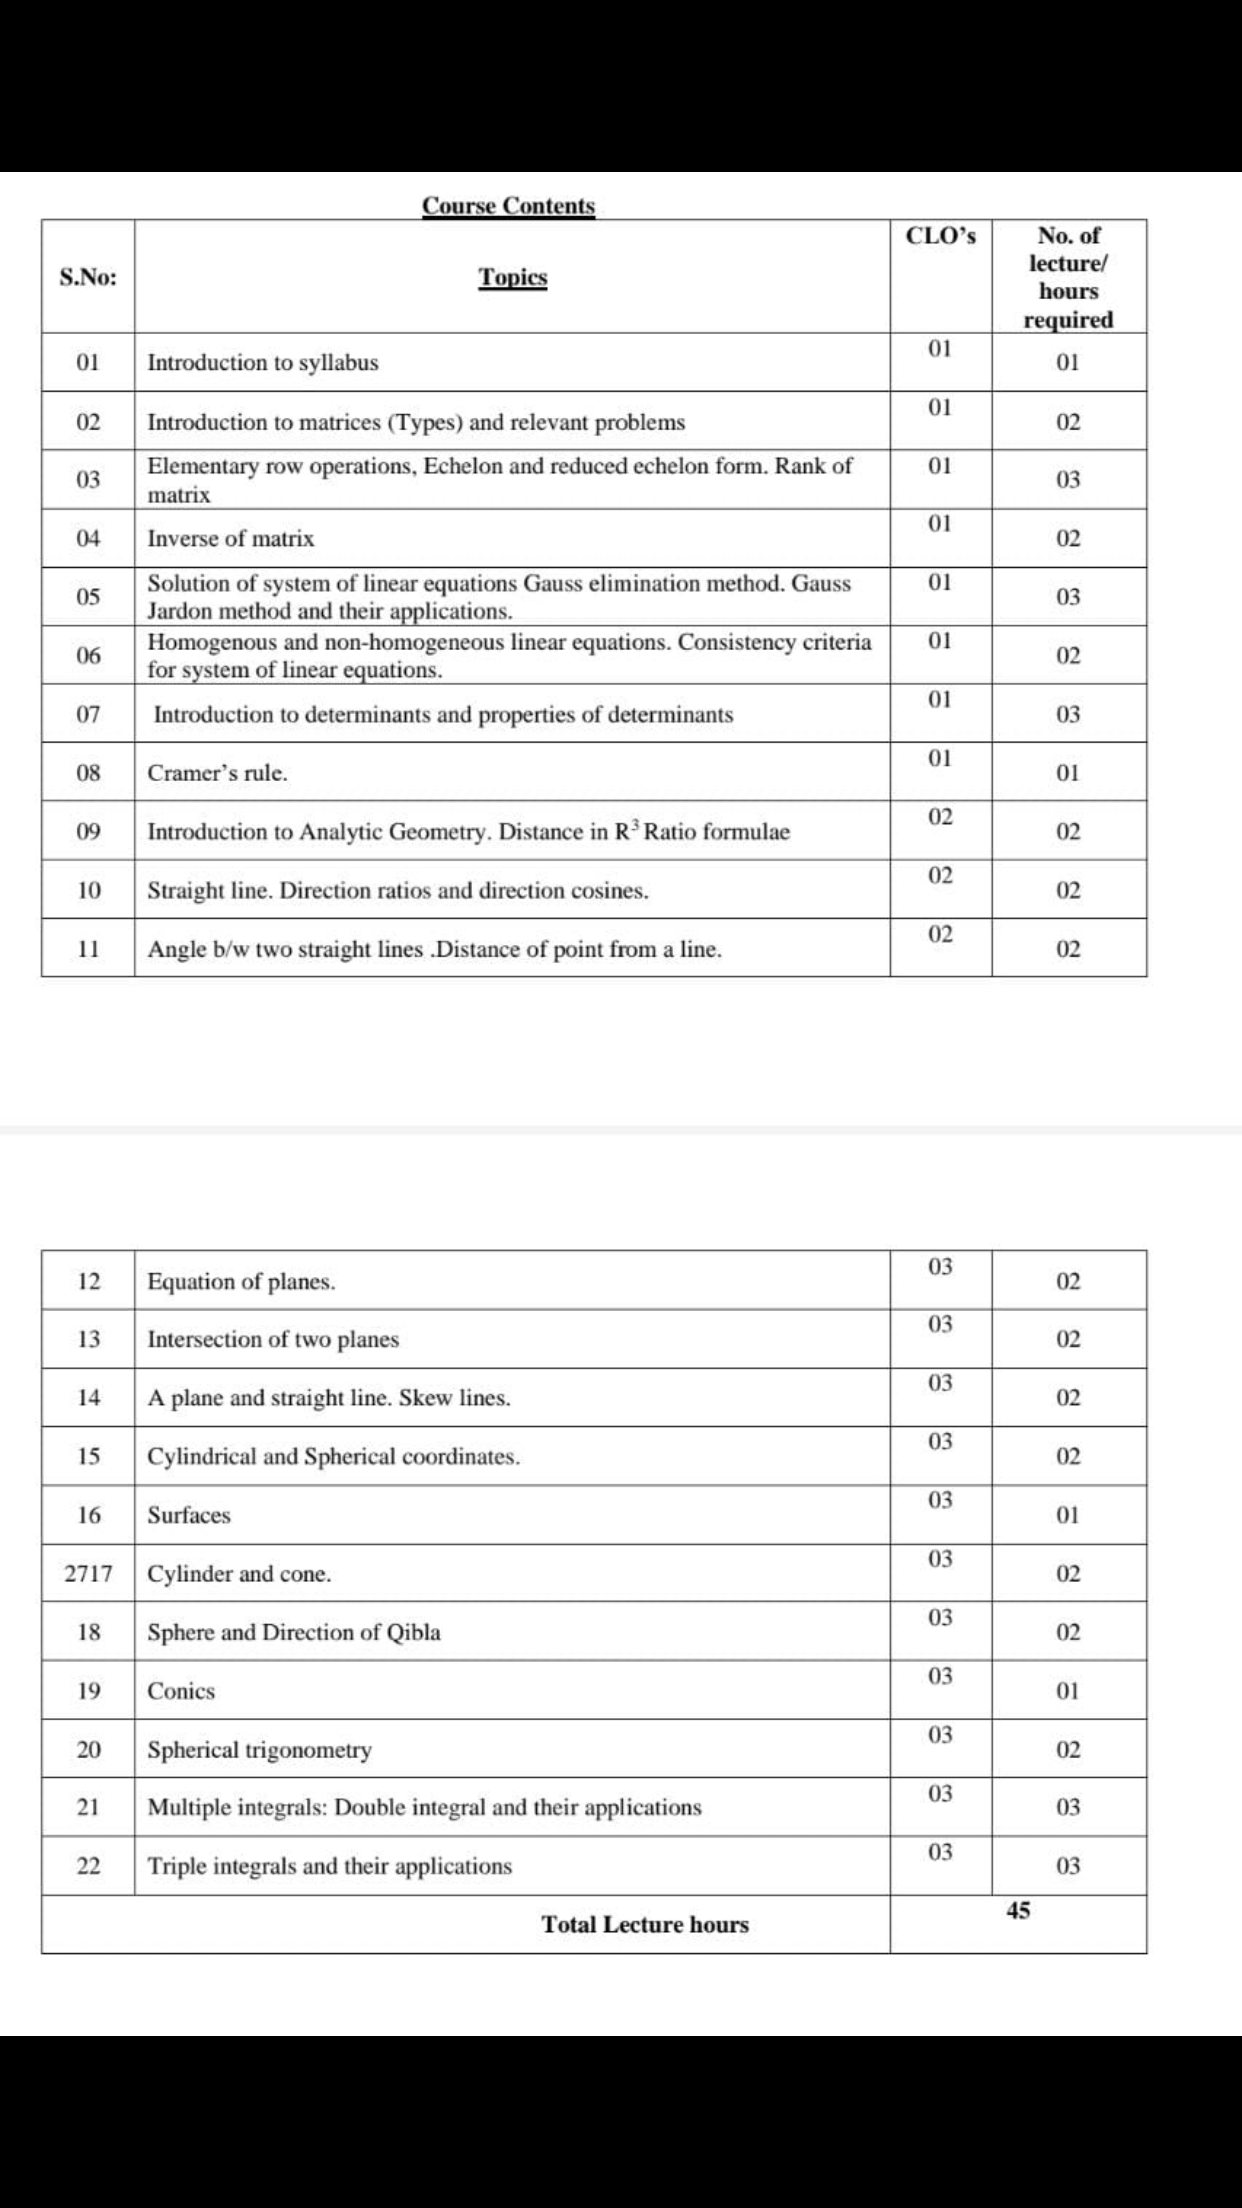 Course Contents
S.No: Topics CLO's No. of lecture/ hours required
01 Introduction to syllabus 01 01
02 Introduction to matrices (Types) and relevant problems 01 02
03 Elementary row operations, Echelon and reduced echelon form. Rank of
matrix 01 03
04 Inverse of matrix 01 02
05 Solution of system of linear equations Gauss elimination method. Gauss
Jardon method and their applications. 01 03
06 Homogenous and non-homogeneous linear equations. Consistency criteria
for system of linear equations. 01 02
07 Introduction to determinants and properties of determinants 01 03
08 Cramer's rule. 01 01
09 Introduction to Analytic Geometry. Distance in R³ Ratio formulae 02 02
10 Straight line. Direction ratios and direction cosines. 02 02
11 Angle b/w two straight lines .Distance of point from a line. 02 02
12 Equation of planes. 03 02
13 Intersection of two planes 03 02
14 A plane and straight line. Skew lines. 03 02
15 Cylindrical and Spherical coordinates. 03 02
16 Surfaces 03 01
2717 Cylinder and cone. 03 02
18 Sphere and Direction of Qibla 03 02
19 Conics 03 01
20 Spherical trigonometry 03 02
21 Multiple integrals: Double integral and their applications 03 03
22 Triple integrals and their applications 03 03
Total Lecture hours 45